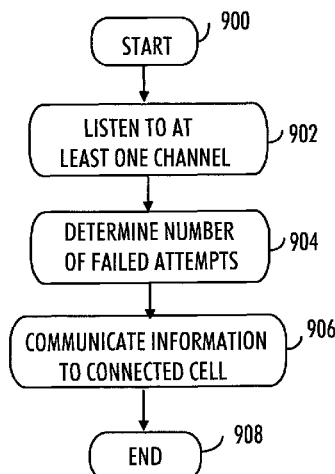 900
START
LISTEN TO AT
LEAST ONE CHANNEL
902
DETERMINE NUMBER
OF FAILED ATTEMPTS
904
COMMUNICATE INFORMATION
TO CONNECTED CELL
906
END
908